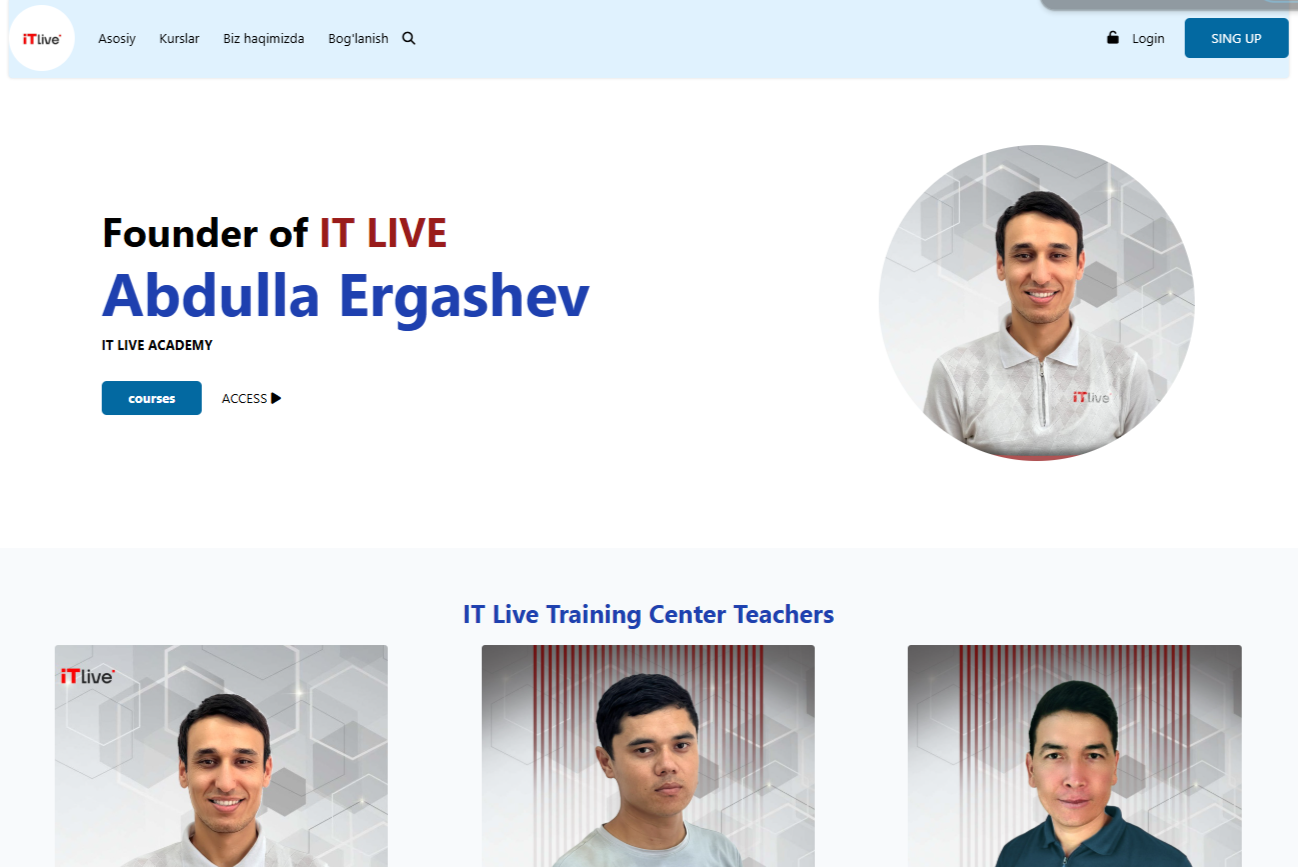 iTlive
Asosiy
Kurslar
Biz haqimizda
Bog'lanish
Login
SING UP
Founder of IT LIVE
Abdulla Ergashev
IT LIVE ACADEMY
courses
ACCESS
iTlive
IT Live Training Center Teachers
iTlive